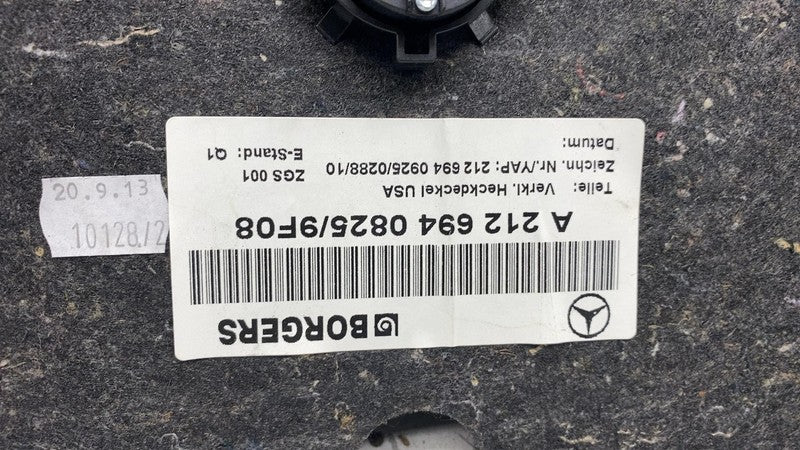 BORGERS
A 212 694 0825/9F08
Teile: Verkl. Heckdeckel USA
Zeichn. Nr./YAP: 212 694 0925/0288/10
ZGS 001
Datum:
E-Stand: Q1
20.9.13
10128/2